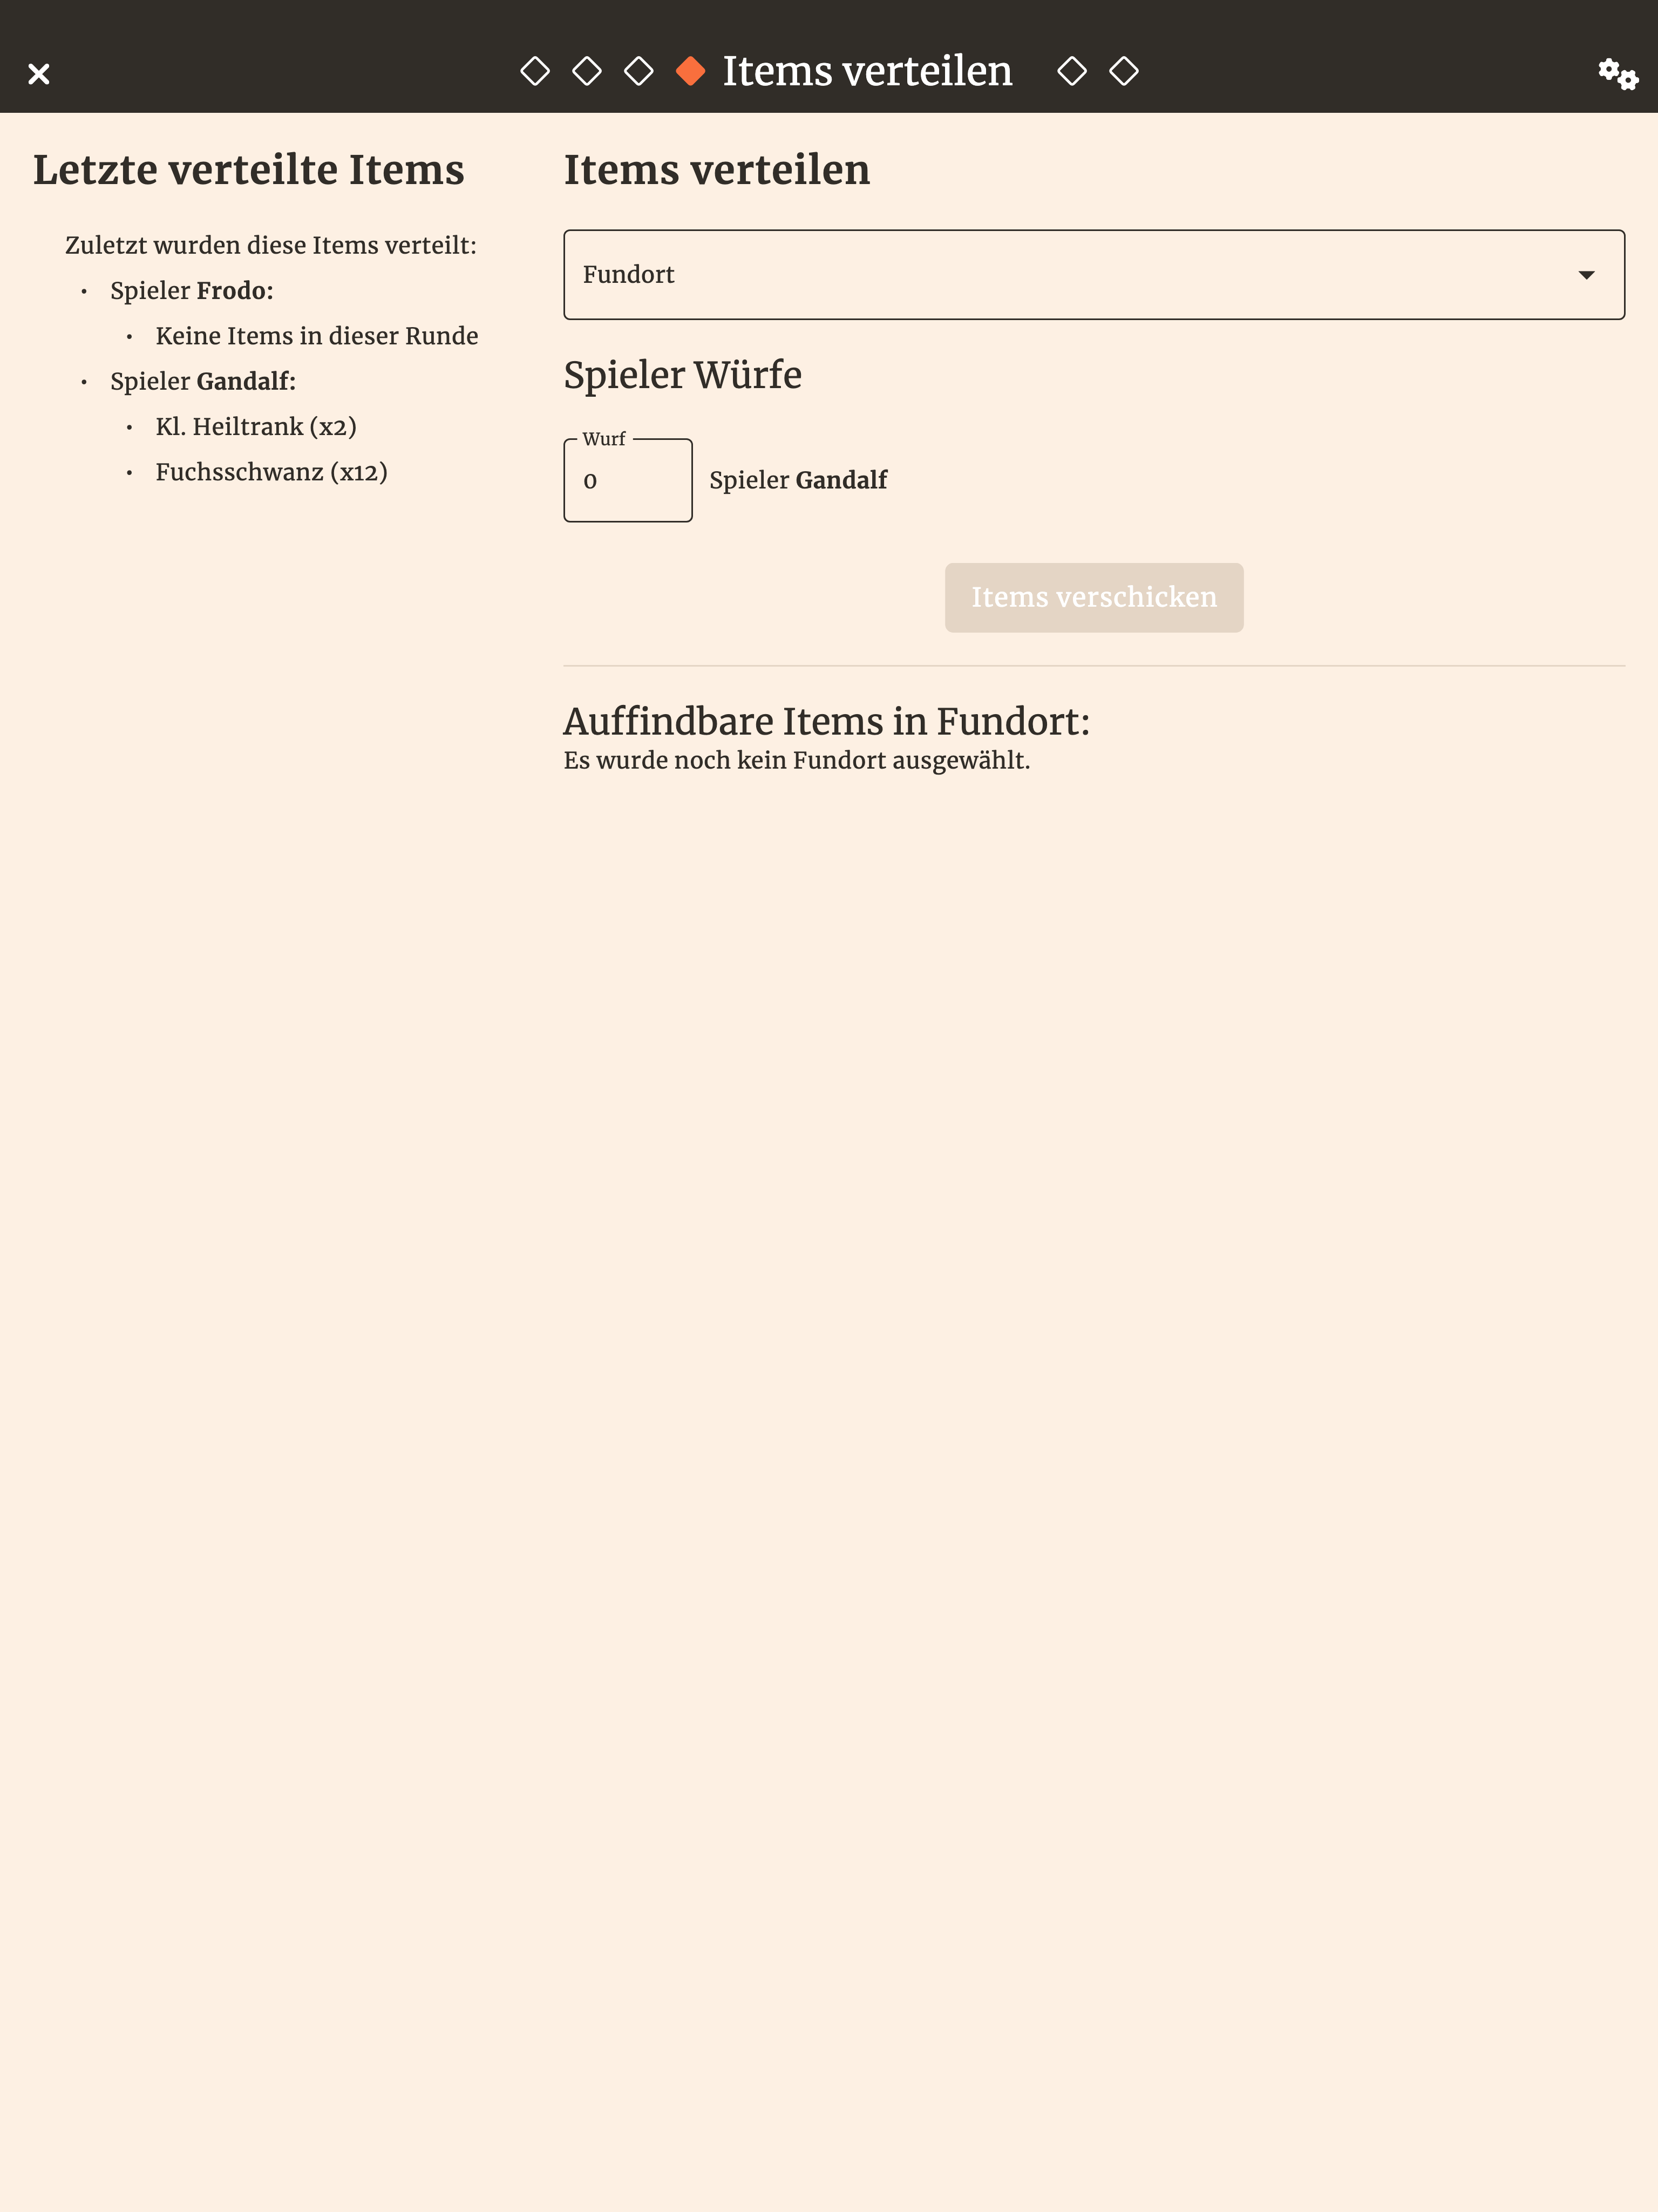 Items verteilen
Letzte verteilte Items
Zuletzt wurden diese Items verteilt:
• Spieler Frodo:
• Keine Items in dieser Runde
• Spieler Gandalf:
• Kl. Heiltrank (x2)
• Fuchsschwanz (x12)
Items verteilen
Fundort
Spieler Würfe
Wurf
0 Spieler Gandalf
Items verschicken
Auffindbare Items in Fundort:
Es wurde noch kein Fundort ausgewählt.